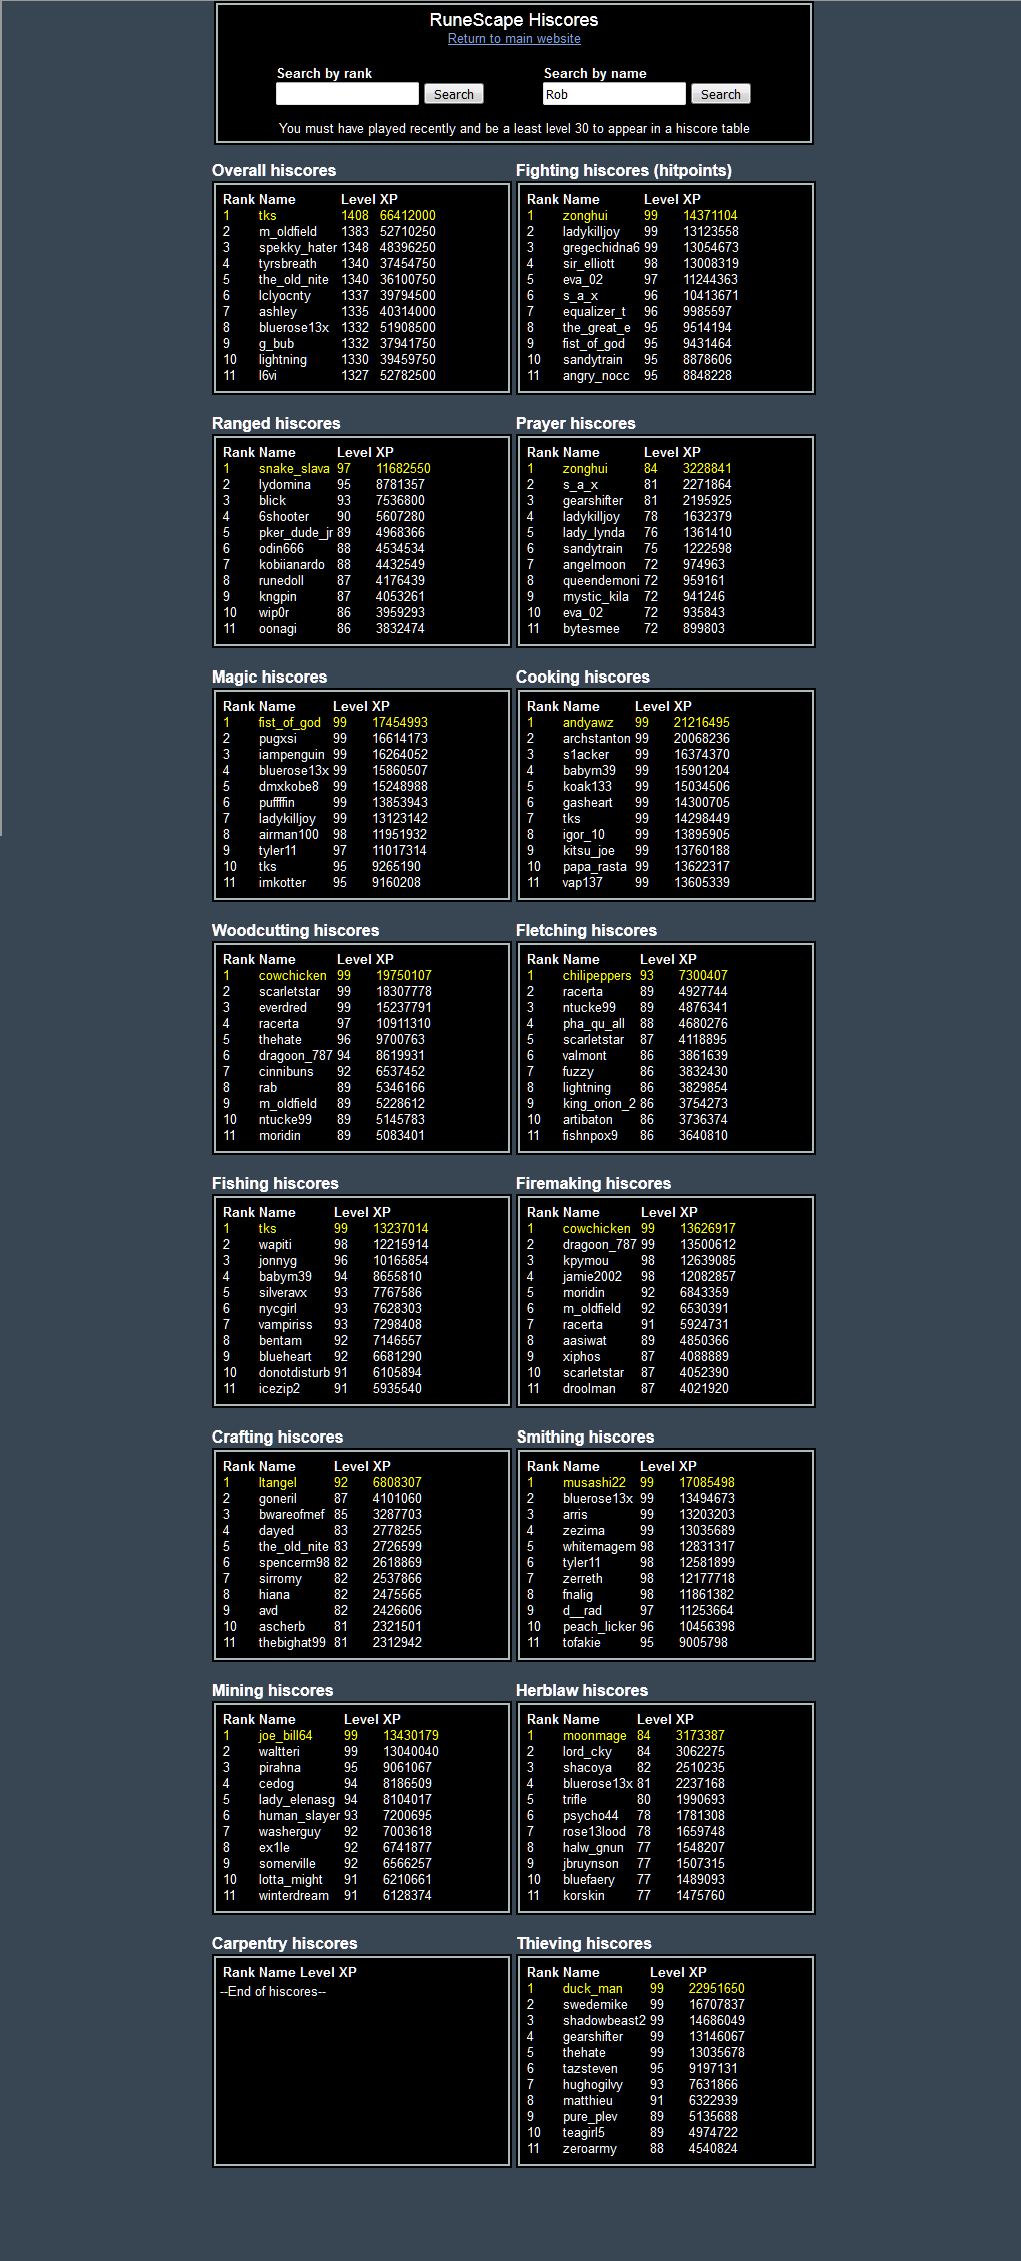 RuneScape Hiscores
Return to main website
Search by rank
Search
Search by name
Rob Search
You must have played recently and be a least level 30 to appear in a hiscore table
Overall hiscores
Rank Name Level XP
1 tks 1408 66412000
2 m_oldfield 1383 52710250
3 spekky_hater 1348 48396250
4 tyrsbreath 1340 37454750
5 the_old_nite 1340 36100750
6 lclyocnty 1337 39794500
7 ashley 1335 40314000
8 bluerose13x 1332 51908500
9 g_bub 1332 37941750
10 lightning 1330 39459750
11 l6vi 1327 52782500
Fighting hiscores (hitpoints)
Rank Name Level XP
1 zonghui 99 14371104
2 ladykilljoy 99 13123558
3 gregechidna6 99 13054673
4 sir_elliott 98 13008319
5 eva_02 97 11244363
6 s_a_x 96 10413671
7 equalizer_t 96 9985597
8 the_great_e 95 9514194
9 fist_of_god 95 9431464
10 sandytrain 95 8878606
11 angry_nocc 95 8848228
Ranged hiscores
Rank Name Level XP
1 snake_slava 97 11682550
2 lydomina 95 8781357
3 blick 93 7536800
4 6shooter 90 5607280
5 pker_dude_jr 89 4968366
6 odin666 88 4534534
7 kobiianardo 88 4432549
8 runedoll 87 4176439
9 kngpin 87 4053261
10 wip0r 86 3959293
11 oonagi 86 3832474
Prayer hiscores
Rank Name Level XP
1 zonghui 84 3228841
2 s_a_x 81 2271864
3 gearshifter 81 2195925
4 ladykilljoy 78 1632379
5 lady_lynda 76 1361410
6 sandytrain 75 1222598
7 angelmoon 72 974963
8 queendemoni 72 959161
9 mystic_kila 72 941246
10 eva_02 72 935843
11 bytesmee 72 899803
Magic hiscores
Rank Name Level XP
1 fist_of_god 99 17454993
2 pugxsi 99 16614173
3 iampenguin 99 16264052
4 bluerose13x 99 15860507
5 dmxkobe8 99 15248988
6 puffffin 99 13853943
7 ladykilljoy 99 13123142
8 airman100 98 11951932
9 tyler11 97 11017314
10 tks 95 9265190
11 imkotter 95 9160208
Cooking hiscores
Rank Name Level XP
1 andyawz 99 21216495
2 archstanton 99 20068236
3 s1acker 99 16374370
4 babym39 99 15901204
5 koak133 99 15034506
6 gasheart 99 14300705
7 tks 99 14298449
8 igor_10 99 13895905
9 kitsu_joe 99 13760188
10 papa_rasta 99 13622317
11 vap137 99 13605339
Woodcutting hiscores
Rank Name Level XP
1 cowchicken 99 19750107
2 scarletstar 99 18307778
3 everdred 99 15237791
4 racerta 97 10911310
5 thehate 96 9700763
6 dragoon_787 94 8619931
7 cinnibuns 92 6537452
8 rab 89 5346166
9 m_oldfield 89 5228612
10 ntucke99 89 5145783
11 moridin 89 5083401
Fletching hiscores
Rank Name Level XP
1 chilipeppers 93 7300407
2 racerta 89 4927744
3 ntucke99 89 4876341
4 pha_qu_all 88 4680276
5 scarletstar 87 4118895
6 valmont 86 3861639
7 fuzzy 86 3832430
8 lightning 86 3829854
9 king_orion_2 86 3754273
10 artibaton 86 3736374
11 fishnpox9 86 3640810
Fishing hiscores
Rank Name Level XP
1 tks 99 13237014
2 wapiti 98 12215914
3 jonnyg 96 10165854
4 babym39 94 8655810
5 silveravx 93 7767586
6 nycgirl 93 7628303
7 vampiriss 93 7298408
8 bentam 92 7146557
9 blueheart 92 6681290
10 donotdisturb 91 6105894
11 icezip2 91 5935540
Firemaking hiscores
Rank Name Level XP
1 cowchicken 99 13626917
2 dragoon_787 99 13500612
3 kpymou 98 12639085
4 jamie2002 98 12082857
5 moridin 92 6843359
6 m_oldfield 92 6530391
7 racerta 91 5924731
8 aasiwat 89 4850366
9 xiphos 87 4088889
10 scarletstar 87 4052390
11 droolman 87 4021920
Crafting hiscores
Rank Name Level XP
1 ltangel 92 6808307
2 goneril 87 4101060
3 bwareofmef 85 3287703
4 dayed 83 2778255
5 the_old_nite 83 2726599
6 spencerm98 82 2618869
7 sirromy 82 2537866
8 hiana 82 2475565
9 avd 82 2426606
10 ascherb 81 2321501
11 thebighat99 81 2312942
Smithing hiscores
Rank Name Level XP
1 musashi22 99 17085498
2 bluerose13x 99 13494673
3 arris 99 13203203
4 zezima 99 13035689
5 whitemagem 98 12831317
6 tyler11 98 12581899
7 zerreth 98 12177718
8 fnalig 98 11861382
9 d__rad 97 11253664
10 peach_licker 96 10456398
11 tofakie 95 9005798
Mining hiscores
Rank Name Level XP
1 joe_bill64 99 13430179
2 waltteri 99 13040040
3 pirahna 95 9061067
4 cedog 94 8186509
5 lady_elenasg 94 8104017
6 human_slayer 93 7200695
7 washerguy 92 7003618
8 ex1le 92 6741877
9 somerville 92 6566257
10 lotta_might 91 6210661
11 winterdream 91 6128374
Herblaw hiscores
Rank Name Level XP
1 moonmage 84 3173387
2 lord_cky 84 3062275
3 shacoya 82 2510235
4 bluerose13x 81 2237168
5 trifle 80 1990693
6 psycho44 78 1781308
7 rose13lood 78 1659748
8 halw_gnun 77 1548207
9 jbruynson 77 1507315
10 bluefaery 77 1489093
11 korskin 77 1475760
Carpentry hiscores
Rank Name Level XP
--End of hiscores--
Thieving hiscores
Rank Name Level XP
1 duck_man 99 22951650
2 swedemike 99 16707837
3 shadowbeast2 99 14686049
4 gearshifter 99 13146067
5 thehate 99 13035678
6 tazsteven 95 9197131
7 hughogilvy 93 7631866
8 matthieu 91 6322939
9 pure_plev 89 5135688
10 teagirl5 89 4974722
11 zeroarmy 88 4540824